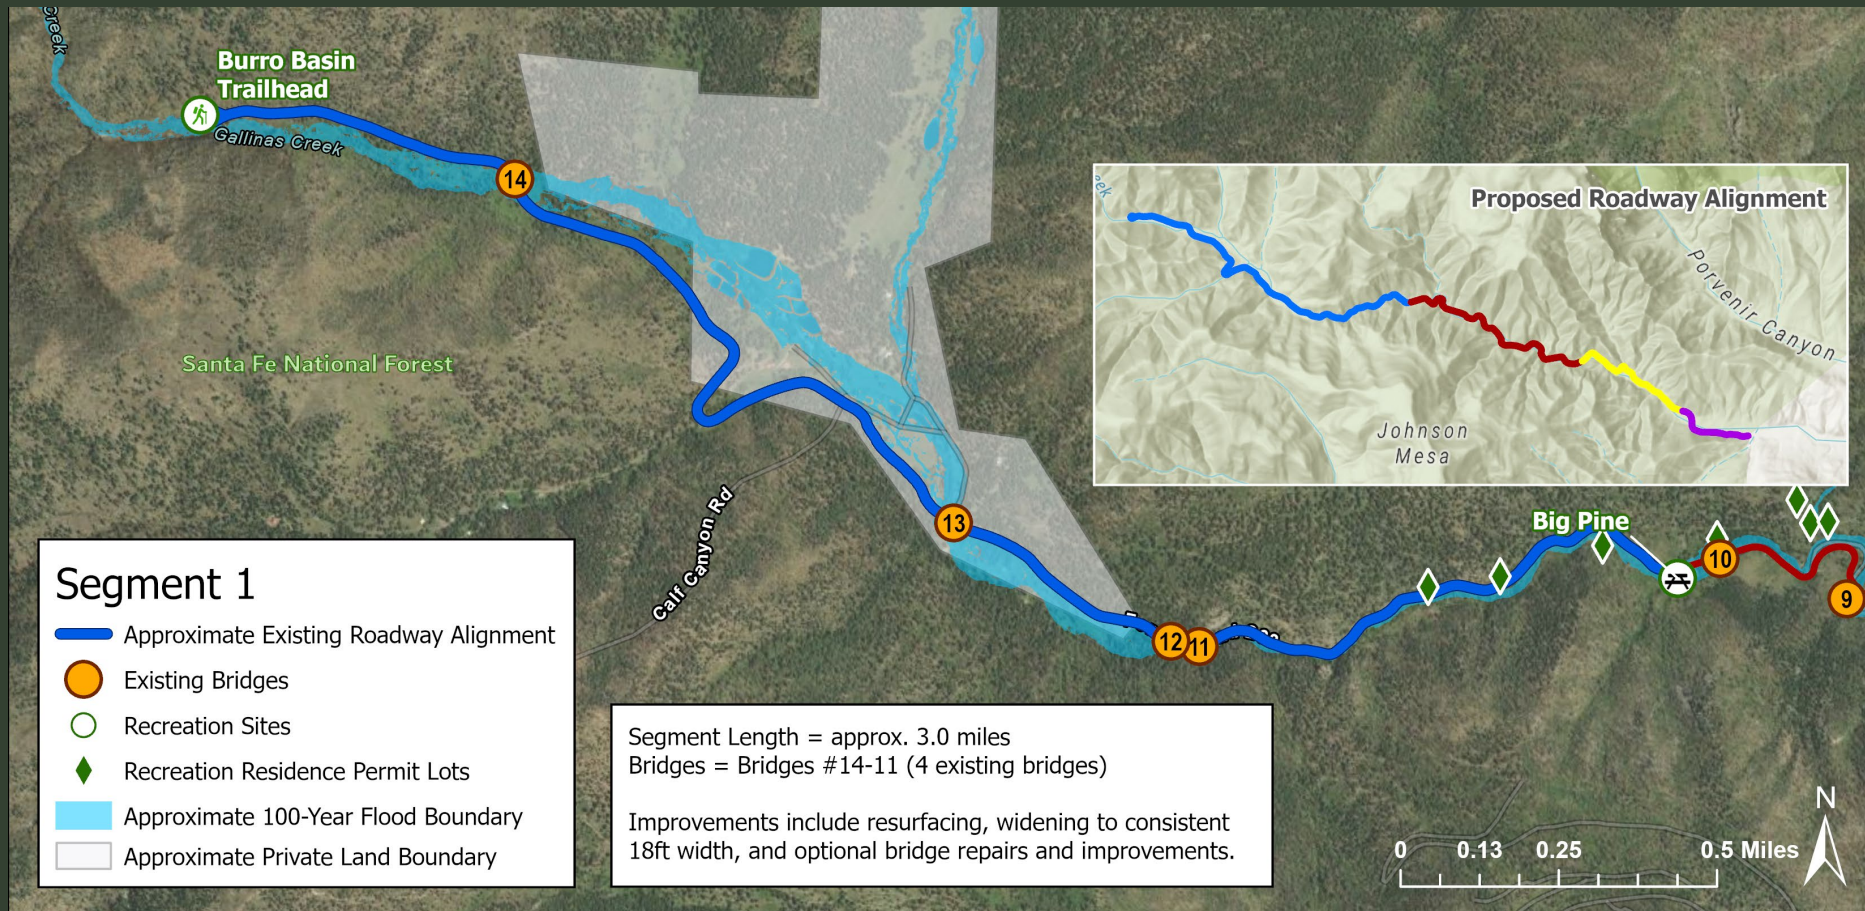 Creek
Burro Basin
Trailhead
Gallinas Creek
14
Santa Fe National Forest
Proposed Roadway Alignment
eek
Porvenir Canyon
Johnson
Mesa
13
Calf Canyon Rd
Big Pine
10
9
12
11
Segment 1
Approximate Existing Roadway Alignment
Existing Bridges
Recreation Sites
Recreation Residence Permit Lots
Approximate 100-Year Flood Boundary
Approximate Private Land Boundary
Segment Length = approx. 3.0 miles
Bridges = Bridges #14-11 (4 existing bridges)
Improvements include resurfacing, widening to consistent
18ft width, and optional bridge repairs and improvements.
N
0 0.13 0.25 0.5 Miles